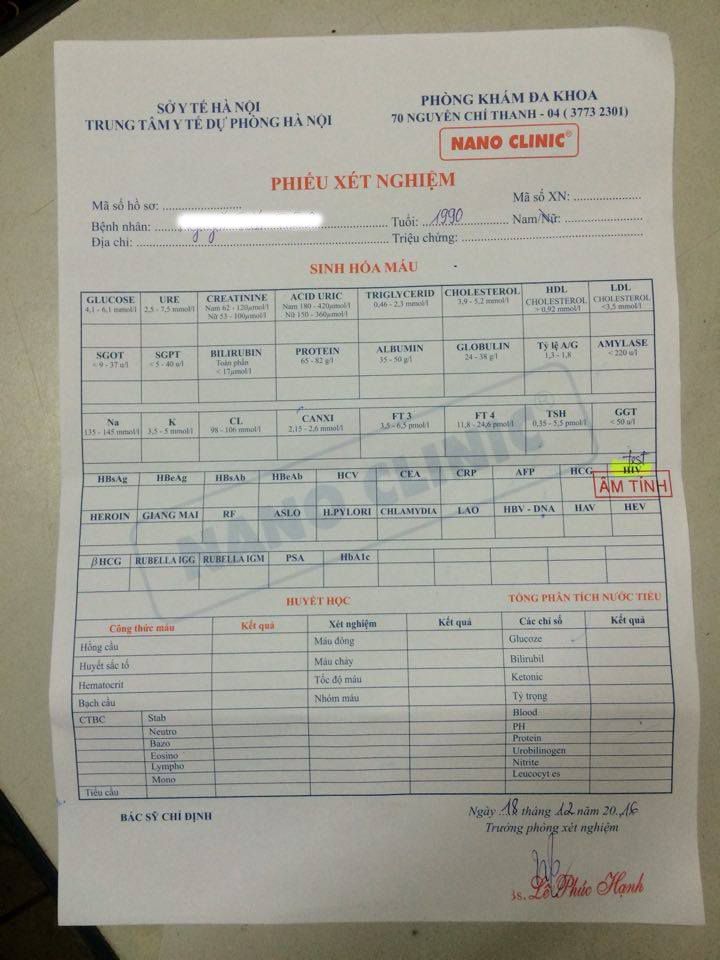 SỞ Y TẾ HÀ NỘI
TRUNG TÂM Y TẾ DỰ PHÒNG HÀ NỘI
PHÒNG KHÁM ĐA KHOA
70 NGUYỄN CHÍ THANH - 04 ( 3773 2301)
NANO CLINIC®
PHIẾU XÉT NGHIỆM
Mã số hồ sơ: ........................ Mã số XN: ....................
Bệnh nhân: ........................ Tuổi: 1990 Nam/Nữ: ....................
Địa chỉ: ........................ Triệu chứng: ....................
SINH HÓA MÁU
GLUCOSE URE CREATININE ACID URIC TRIGLYCERID CHOLESTEROL HDL LDL
4,1 - 6,1 mmol/l 2,5 - 7,5 mmol/l Nam 62 - 120µmol/l Nam 180 - 420µmol/l 0,46 - 2,3 mmol/l 3,9 - 5,2 mmol/l CHOLESTEROL CHOLESTEROL
Nữ 53 - 100µmol/l Nữ 150 - 360µmol/l > 0,92 mmol/l <3,5 mmol/l
SGOT SGPT BILIRUBIN PROTEIN ALBUMIN GLOBULIN Tỷ lệ A/G AMYLASE
< 9 - 37 u/l < 5 - 40 u/l Toàn phần 65 - 82 g/l 35 - 50 g/l 24 - 38 g/l 1,3 - 1,8 < 220 u/l
< 17µmol/l
Na K CL CANXI FT 3 FT 4 TSH GGT
135 - 145 mmol/l 3,5 - 5 mmol/l 98 - 106 mmol/l 2,15 - 2,6 mmol/l 3,5 - 6,5 pmol/l 11,8 - 24,6 pmol/l 0,35 - 5,5 pmol/l < 50 u/l
NANO CLINIC®
test
HBsAg HBeAg HBsAb HBeAb HCV CEA CRP AFP HCG HIV
ÂM TÍNH
HEROIN GIANG MAI RF ASLO H.PYLORI CHLAMYDIA LAO HBV - DNA HAV HEV
βHCG RUBELLA IGG RUBELLA IGM PSA HbA1c
HUYẾT HỌC TỔNG PHÂN TÍCH NƯỚC TIỂU
Công thức máu Kết quả Xét nghiệm Kết quả Các chỉ số Kết quả
Hồng cầu Máu đông Glucoze
Huyết sắc tố Máu chảy Bilirubil
Hematocrit Tốc độ máu Ketonic
Bạch cầu Nhóm máu Tỷ trọng
CTBC Stab Blood
Neutro PH
Bazo Protein
Eosino Urobilinogen
Lympho Nitrite
Mono Leucocyt es
Tiểu cầu
BÁC SỸ CHỈ ĐỊNH
Ngày 18 tháng 12 năm 20 16
Trưởng phòng xét nghiệm
Bs. Lê Phúc Hạnh